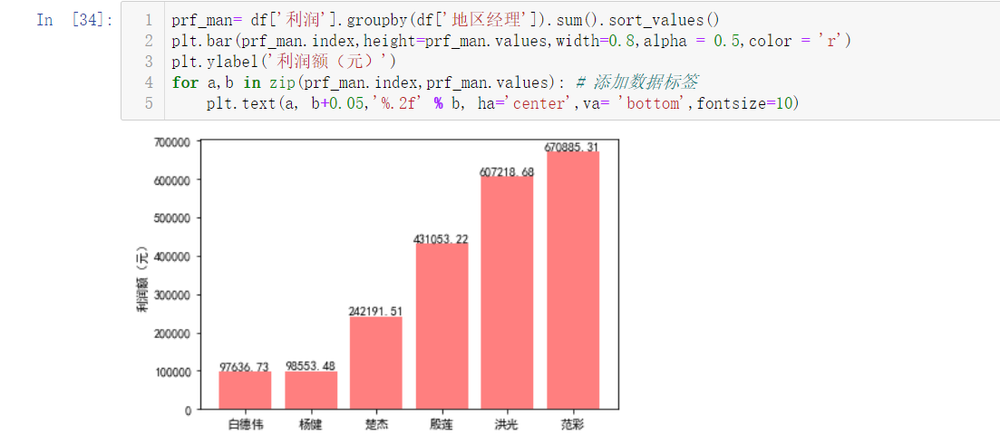 In [34]:
1 prf_man= df['利润'].groupby(df['地区经理']).sum().sort_values()
2 plt.bar(prf_man.index,height=prf_man.values,width=0.8,alpha = 0.5,color = 'r')
3 plt.ylabel('利润额（元）')
4 for a,b in zip(prf_man.index,prf_man.values): # 添加数据标签
5     plt.text(a, b+0.05,'%.2f' % b, ha='center',va= 'bottom',fontsize=10)
700000
600000
500000
400000
300000
200000
100000
0
利润额（元）
97636.73
98553.48
242191.51
431053.22
607218.68
670885.31
白德伟 杨健 楚杰 殷莲 洪光 范彩